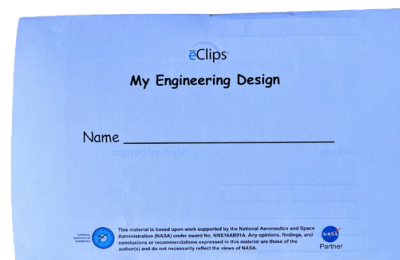 eClips
My Engineering Design
Name
This material is based upon work supported by the National Aeronautics and Space
Administration (NASA) under award No. NNX16AB91A. Any opinions, findings, and
conclusions or recommendations expressed in this material are those of the
author(s) and do not necessarily reflect the views of NASA.
NASA
Partner